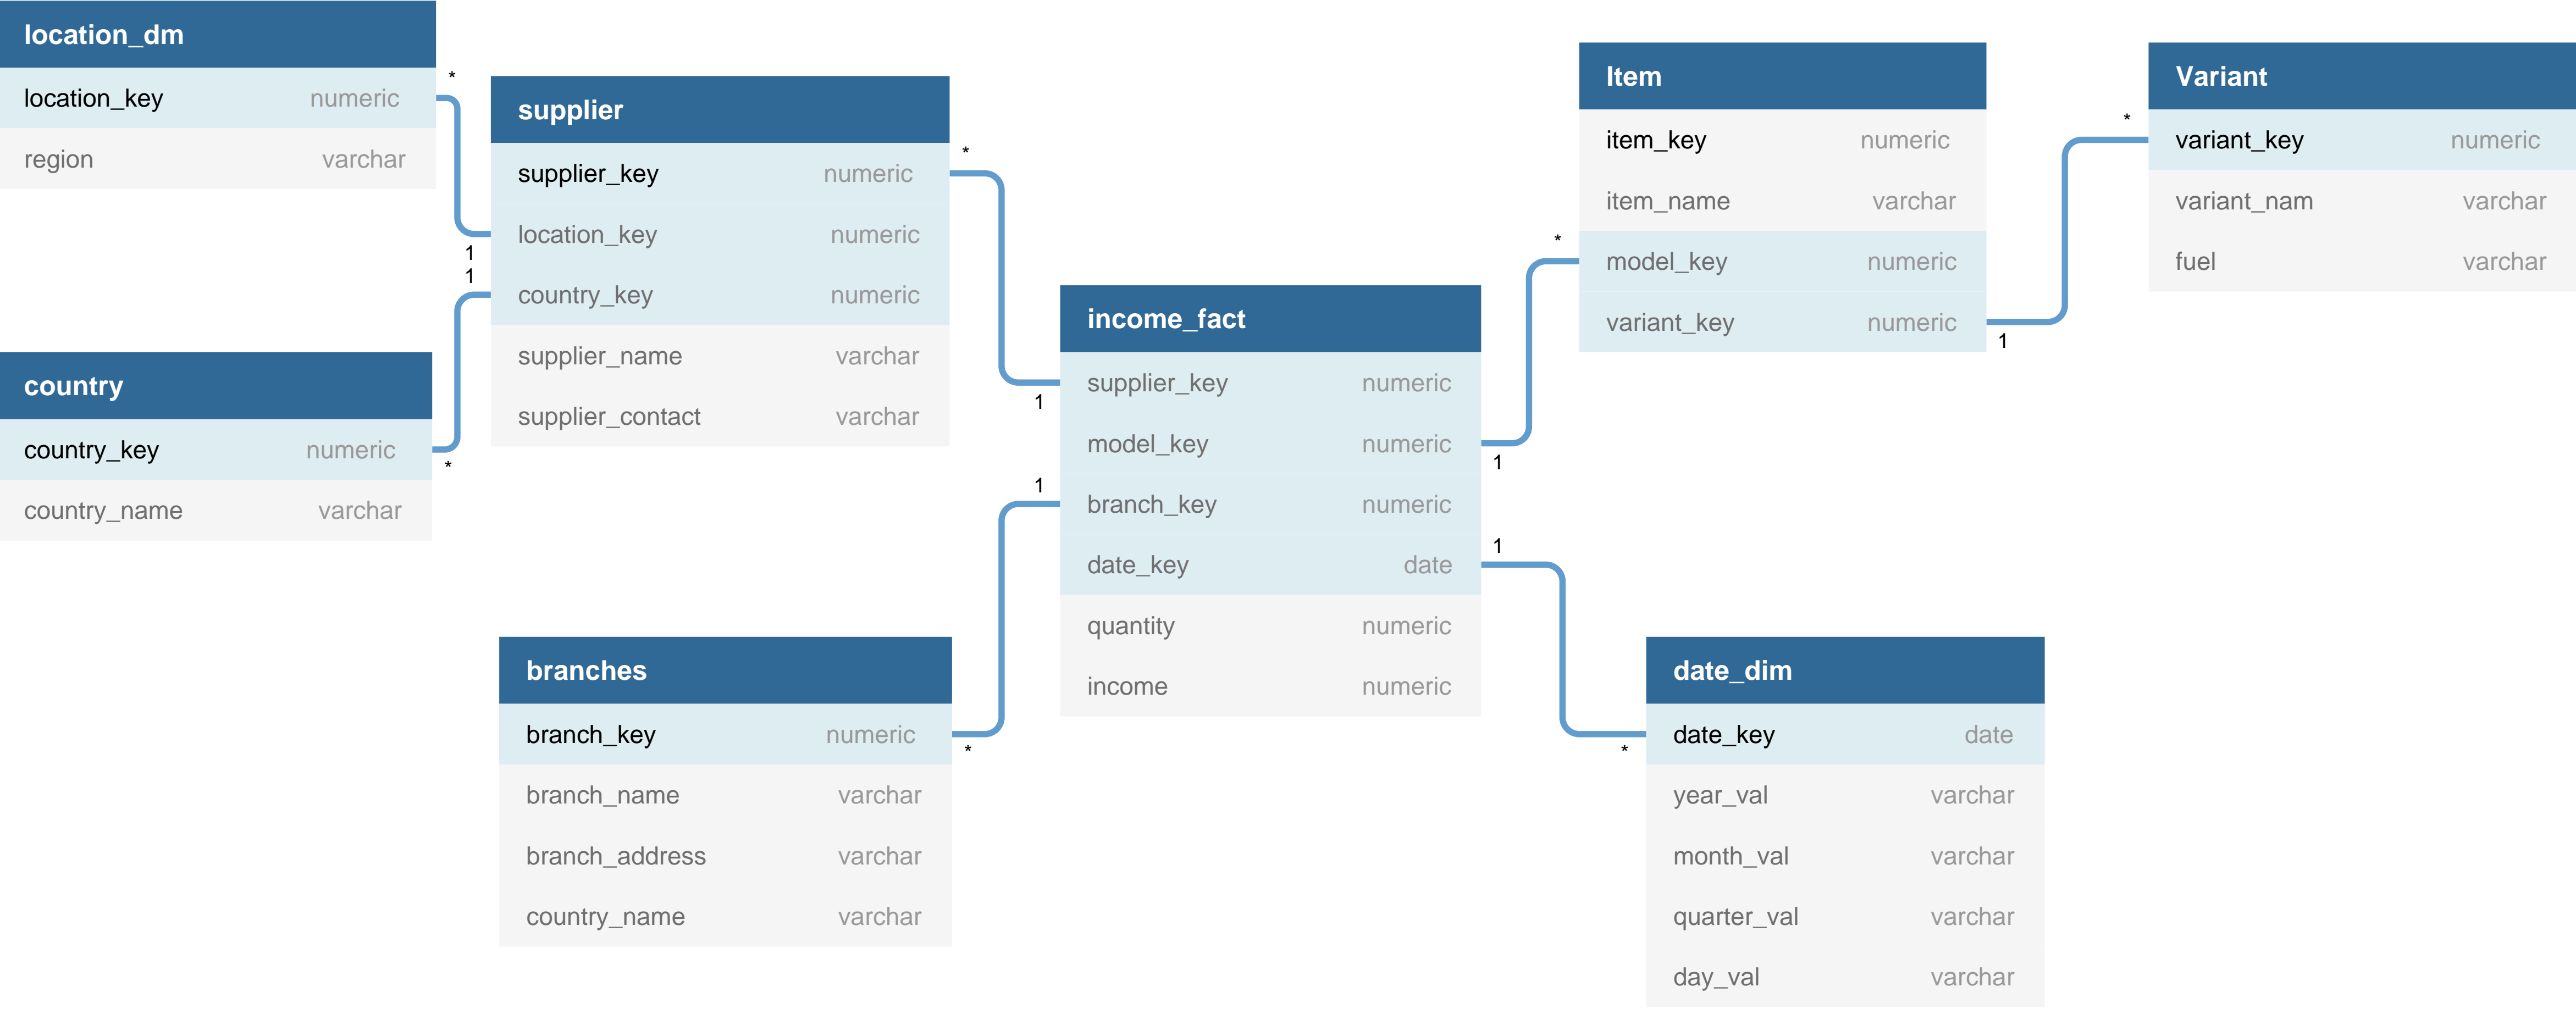 location_dm
location_key numeric
region varchar
*
1
supplier
supplier_key numeric
location_key numeric
country_key numeric
supplier_name varchar
supplier_contact varchar
*
1
1
country
country_key numeric
country_name varchar
*
income_fact
supplier_key numeric
model_key numeric
branch_key numeric
date_key date
quantity numeric
income numeric
1
1
1
branches
branch_key numeric
branch_name varchar
branch_address varchar
country_name varchar
*
Item
item_key numeric
item_name varchar
model_key numeric
variant_key numeric
*
1
Variant
variant_key numeric
variant_nam varchar
fuel varchar
*
date_dim
date_key date
year_val varchar
month_val varchar
quarter_val varchar
day_val varchar
*